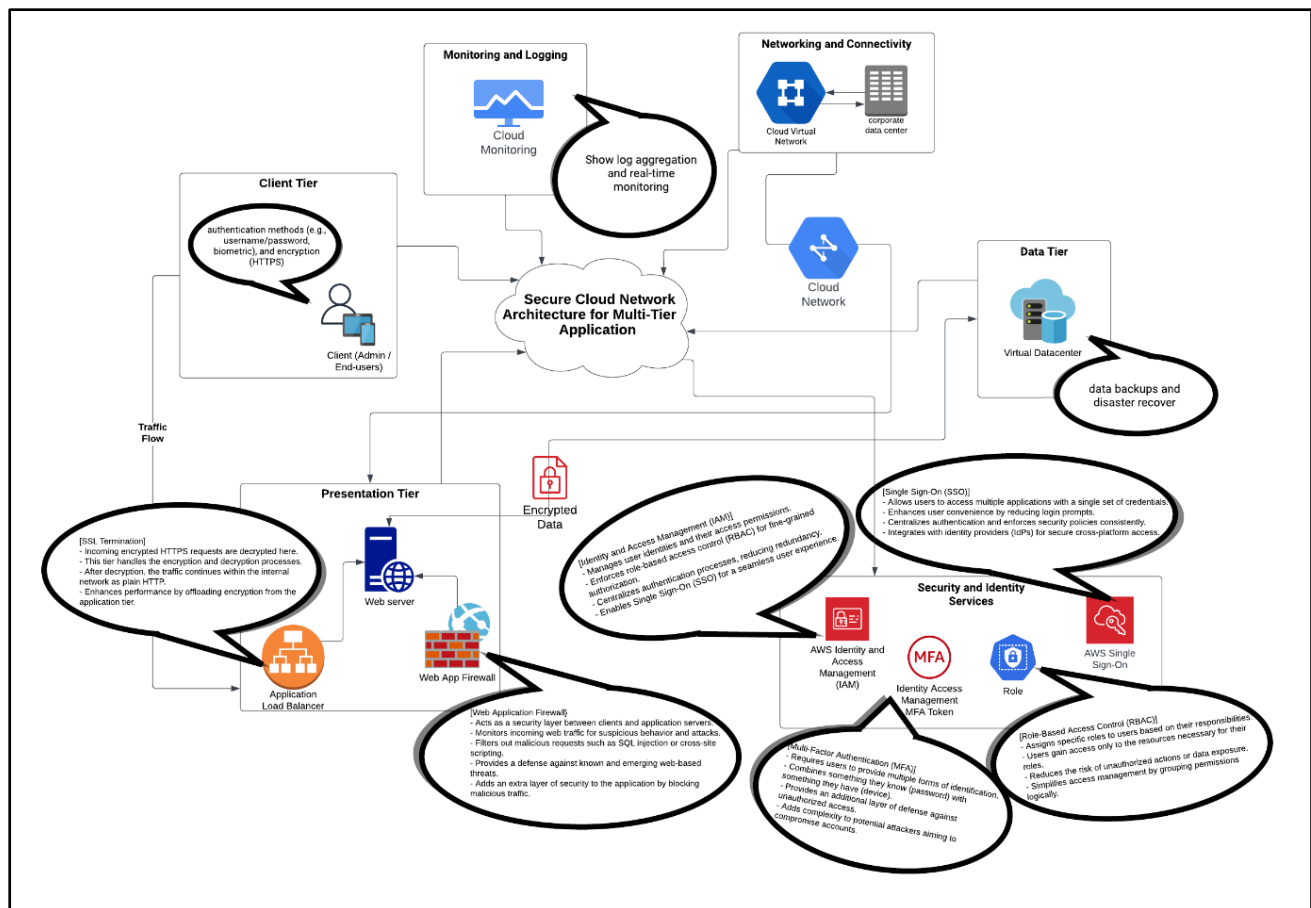 Monitoring and Logging
Cloud
Monitoring
Show log aggregation
and real-time
monitoring
Networking and Connectivity
Cloud Virtual
Network
corporate
data center
Client Tier
authentication methods (e.g.,
username/password,
biometric), and encryption
(HTTPS)
Client (Admin /
End-users)
Secure Cloud Network
Architecture for Multi-Tier
Application
Cloud
Network
Data Tier
Virtual Datacenter
data backups and
disaster recover
Traffic
Flow
Presentation Tier
Encrypted
Data
[SSL Termination]
- Incoming encrypted HTTPS requests are decrypted here.
- This tier handles the encryption and decryption processes.
- After decryption, the traffic continues within the internal
network as plain HTTP.
- Enhances performance by offloading encryption from the
application tier.
Web server
Application
Load Balancer
Web App Firewall
[Web Application Firewall}
- Acts as a security layer between clients and application servers.
- Monitors incoming web traffic for suspicious behavior and attacks.
- Filters out malicious requests such as SQL injection or cross-site
scripting.
- Provides a defense against known and emerging web-based
threats.
- Adds an extra layer of security to the application by blocking
malicious traffic.
[Identity and Access Management (IAM)]
- Manages user identities and their access permissions.
- Enforces role-based access control (RBAC) for fine-grained
authorization.
- Centralizes authentication processes, reducing redundancy.
- Enables Single Sign-On (SSO) for a seamless user experience.
[Single Sign-On (SSO)]
- Allows users to access multiple applications with a single set of credentials.
- Enhances user convenience by reducing login prompts.
- Centralizes authentication and enforces security policies consistently.
- Integrates with identity providers (IdPs) for secure cross-platform access.
Security and Identity
Services
AWS Identity and
Access
Management
(IAM)
MFA
Identity Access
Management
MFA Token
Role
AWS Single
Sign-On
[Multi-Factor Authentication (MFA)]
- Requires users to provide multiple forms of identification.
- Combines something they know (password) with
something they have (device).
- Provides an additional layer of defense against
unauthorized access.
- Adds complexity to potential attackers aiming to
compromise accounts.
[Role-Based Access Control (RBAC)]
- Assigns specific roles to users based on their responsibilities.
- Users gain access only to the resources necessary for their
roles.
- Reduces the risk of unauthorized actions or data exposure.
- Simplifies access management by grouping permissions
logically.